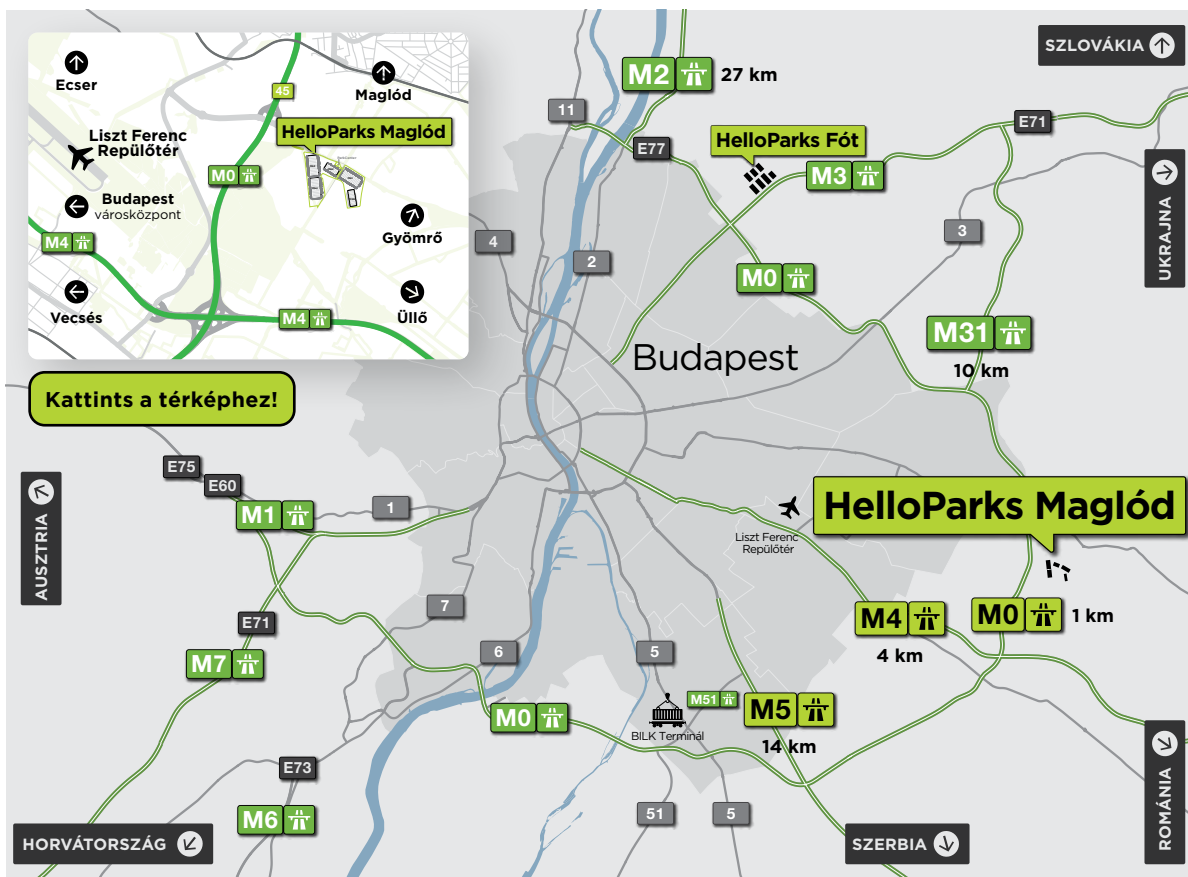 Ecser
Maglód
45
HelloParks Maglód
Liszt Ferenc
Repülőtér
M0
Budapest
városközpont
M4
Gyömrő
Vecsés
M4
Üllő
Kattints a térképhez!
SZLOVÁKIA
M2
27 km
11
E77
HelloParks Fót
E71
M3
UKRAJNA
3
4
2
M0
M31
10 km
Budapest
E75
E60
M1
1
AUSZTRIA
HelloParks Maglód
Liszt Ferenc
Repülőtér
7
E71
M4
4 km
M0
1 km
M7
6
5
M51
M0
BILK Terminál
M5
14 km
E73
M6
51
5
ROMÁNIA
HORVÁTORSZÁG
SZERBIA